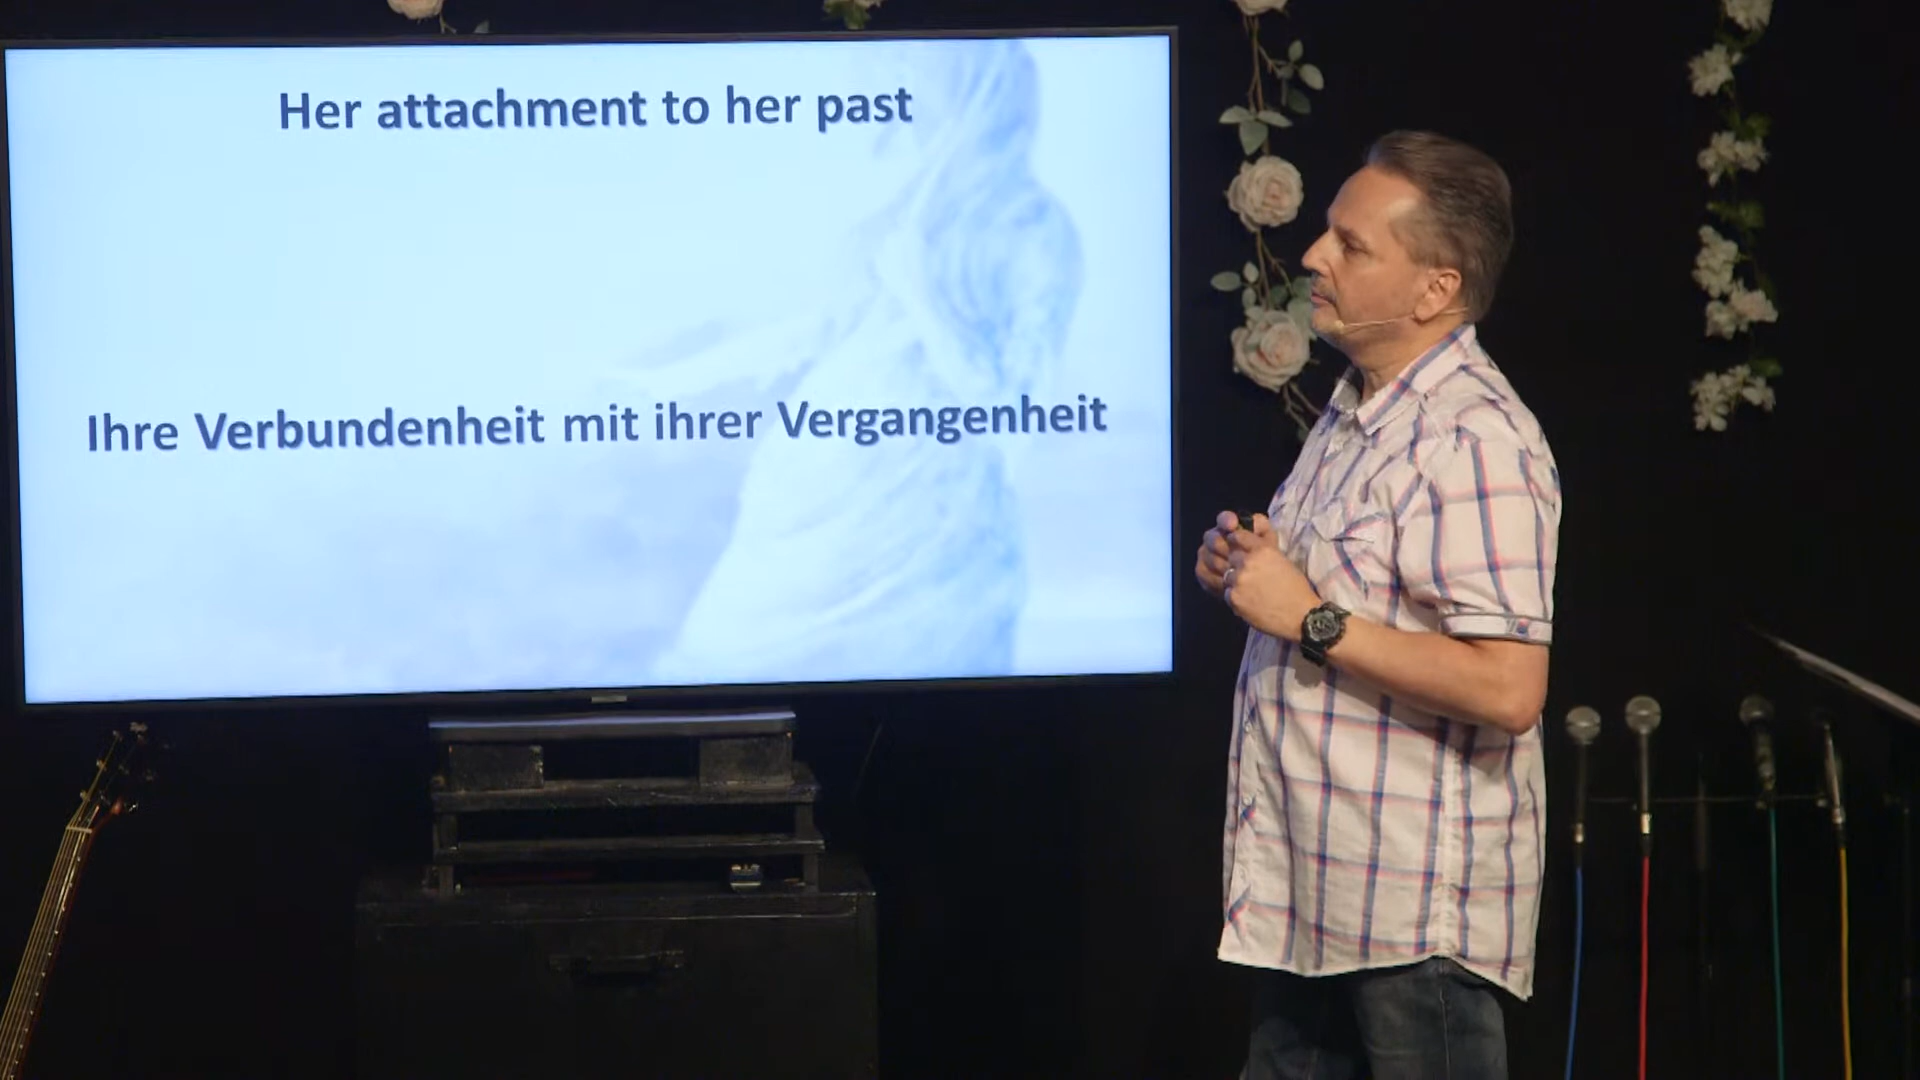 Her attachment to her past
Ihre Verbundenheit mit ihrer Vergangenheit